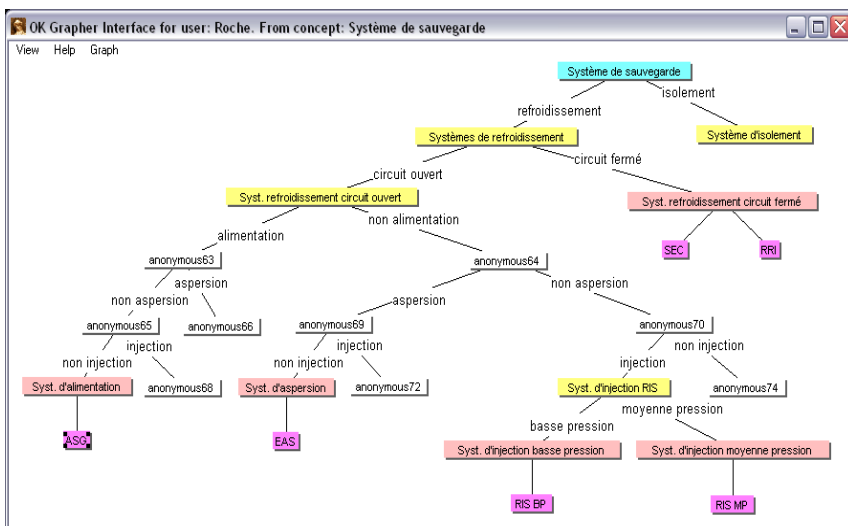 OK Grapher Interface for user: Roche. From concept: Système de sauvegarde
View Help Graph
Système de sauvegarde
refroidissement
isolement
Systèmes de refroidissement
Système d'isolement
circuit ouvert
circuit fermé
Syst. refroidissement circuit ouvert
Syst. refroidissement circuit fermé
alimentation
non alimentation
SEC
RRI
anonymous63
anonymous64
non aspersion
aspersion
aspersion
non aspersion
anonymous65
anonymous66
anonymous69
anonymous70
non injection
injection
non injection
injection
injection
non injection
Syst. d'alimentation
anonymous68
Syst. d'aspersion
anonymous72
Syst. d'injection RIS
anonymous74
basse pression
moyenne pression
ASG
EAS
Syst. d'injection basse pression
Syst. d'injection moyenne pression
RIS BP
RIS MP